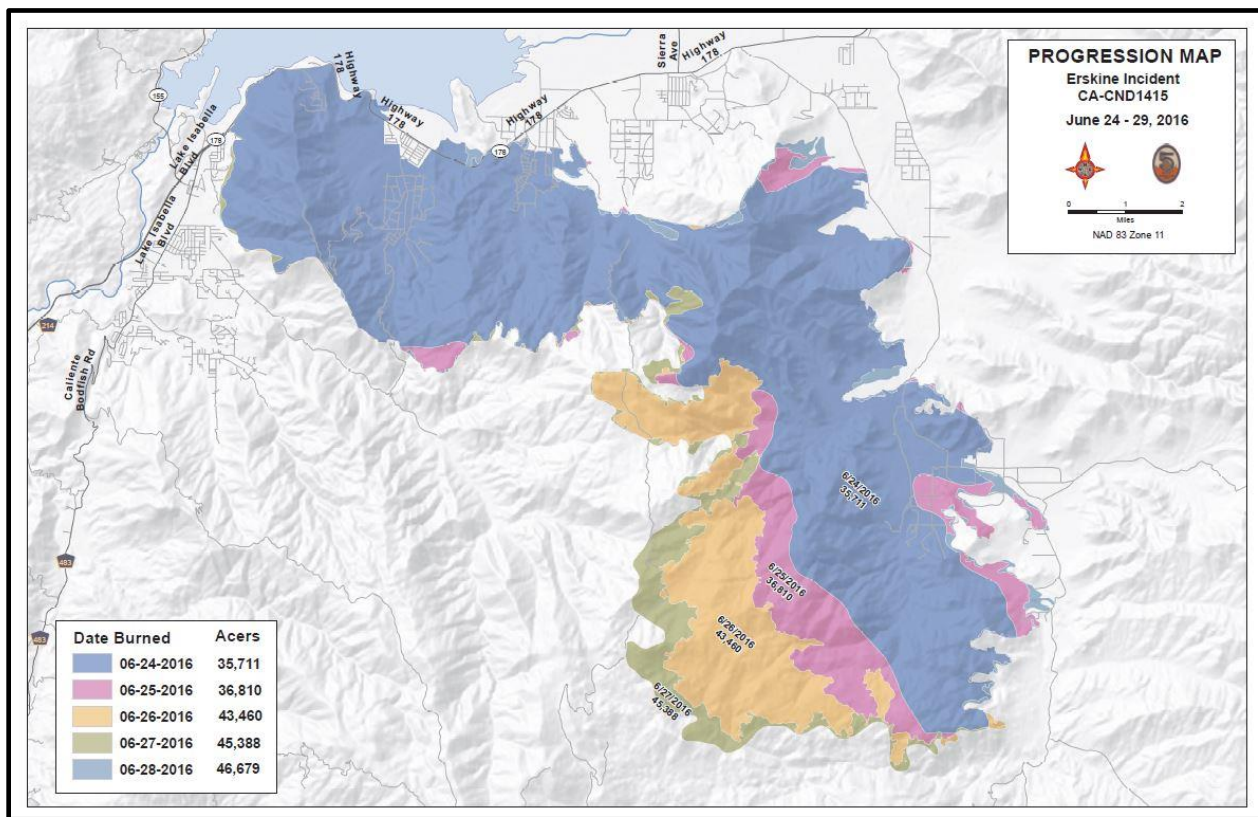 PROGRESSION MAP
Erskine Incident
CA-CND1415
June 24 - 29, 2016
5
0 1 2
Miles
NAD 83 Zone 11
Highway
178
Highway
178
Highway
178
Sierra
Ave
Highway
178
155
178
178
Lake Isabella
Blvd
Lake Isabella
Blvd
214
Caliente
Bodfish Rd
483
483
6/24/2016
35,711
6/25/2016
36,810
6/26/2016
43,460
6/27/2016
45,388
Date Burned Acers
06-24-2016 35,711
06-25-2016 36,810
06-26-2016 43,460
06-27-2016 45,388
06-28-2016 46,679